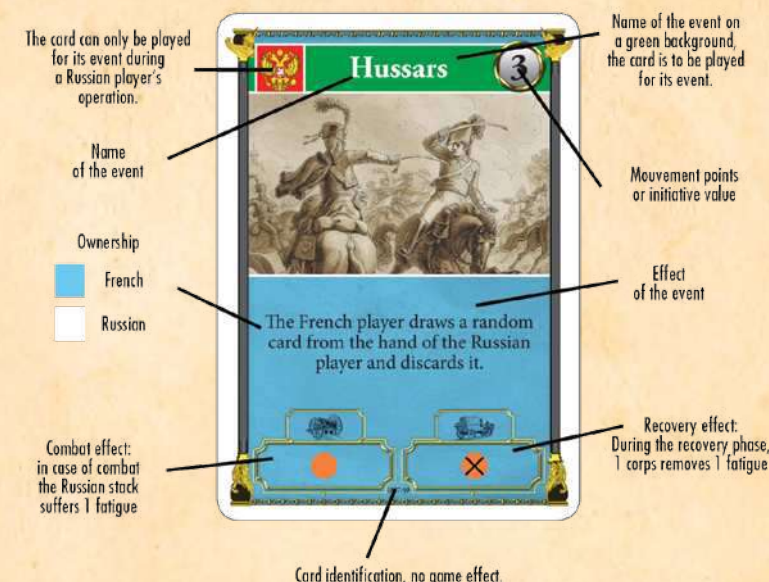 The card can only be played
for its event during
a Russian player's
operation.
Name of the event on
a green background,
the card is to be played
for its event.
Hussars
3
Name
of the event
Mouvement points
or initiative value
Ownership
French
Russian
Effect
of the event
The French player draws a random
card from the hand of the Russian
player and discards it.
Combat effect:
in case of combat
the Russian stack
suffers 1 fatigue
Recovery effect:
During the recovery phase,
1 corps removes 1 fatigue
Card identification, no game effect.